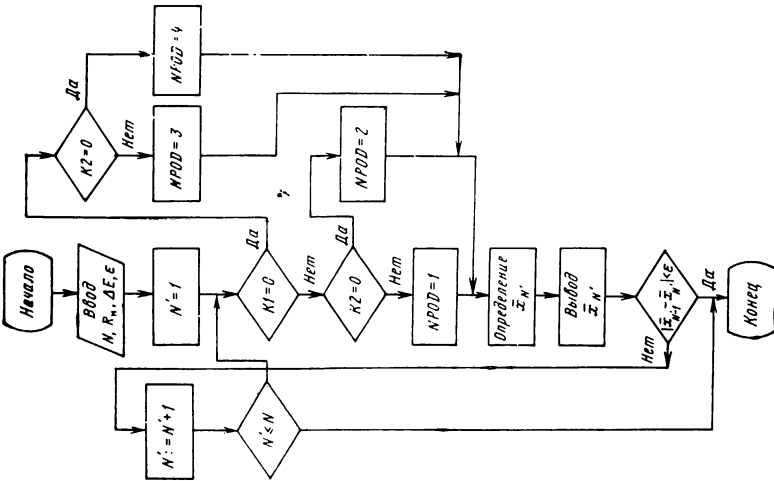 Начало
Ввод
N, Rн, ΔE, ε
N' = 1
K1=0
Да
Нет
K2=0
Да
Нет
NPOD=4
NPOD=3
K2=0
Да
Нет
NPOD=2
NPOD=1
Определение
x̅ N'
Вывод
x̅ N'
|x̅ N'-1 - x̅ N'|<ε
Нет
Да
N':= N'+1
N' ≤ N
Конец